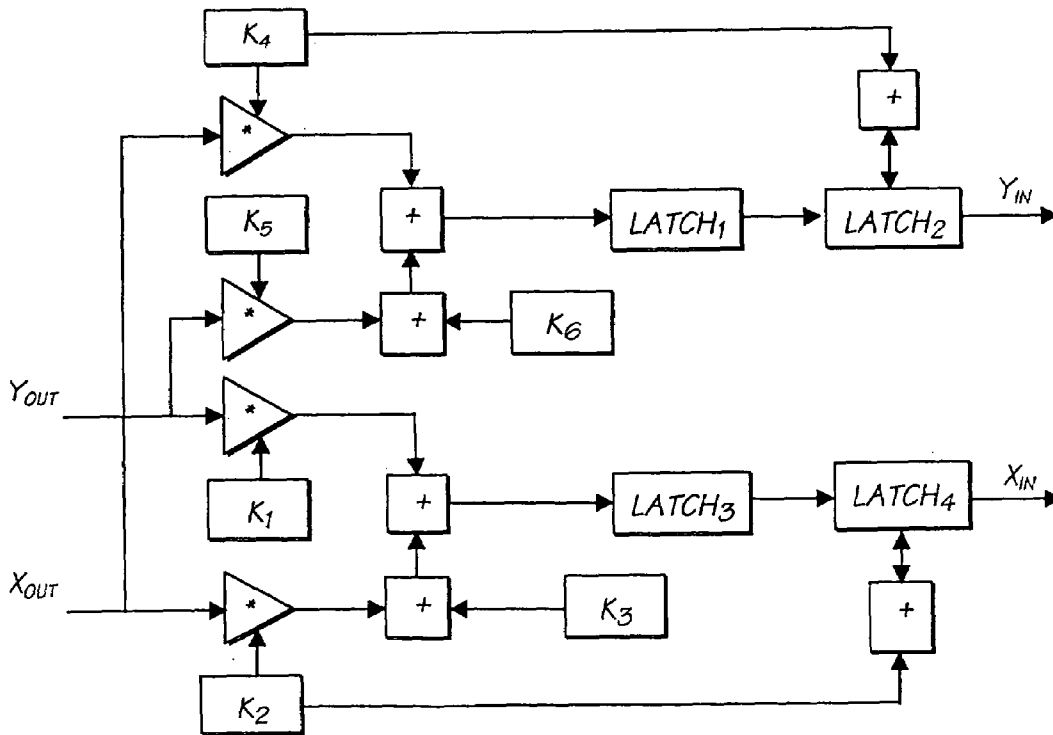 K4
+
*
YIN
K5
+
LATCH1
LATCH2
*
+
K6
YOUT
*
XIN
K1
+
LATCH3
LATCH4
XOUT
*
+
K3
+
K2